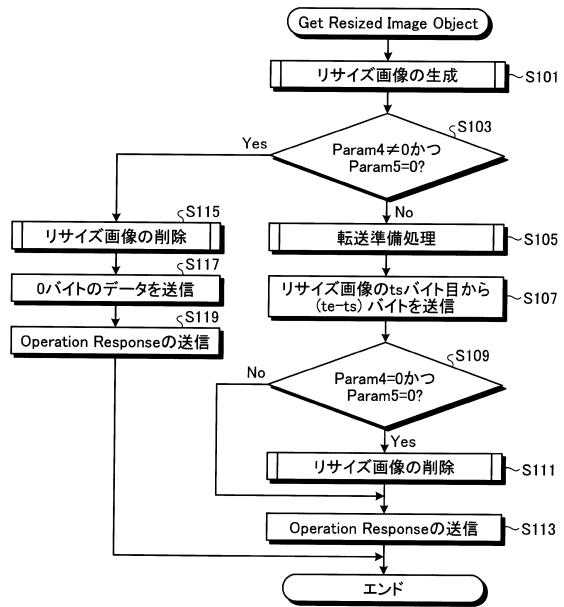 Get Resized Image Object
リサイズ画像の生成
S101
S103
Param4≠0かつ
Param5=0?
Yes
No
S115
リサイズ画像の削除
S117
0バイトのデータを送信
S119
Operation Responseの送信
転送準備処理
S105
リサイズ画像のtsバイト目から
(te-ts) バイトを送信
S107
S109
Param4=0かつ
Param5=0?
No
Yes
リサイズ画像の削除
S111
Operation Responseの送信
S113
エンド